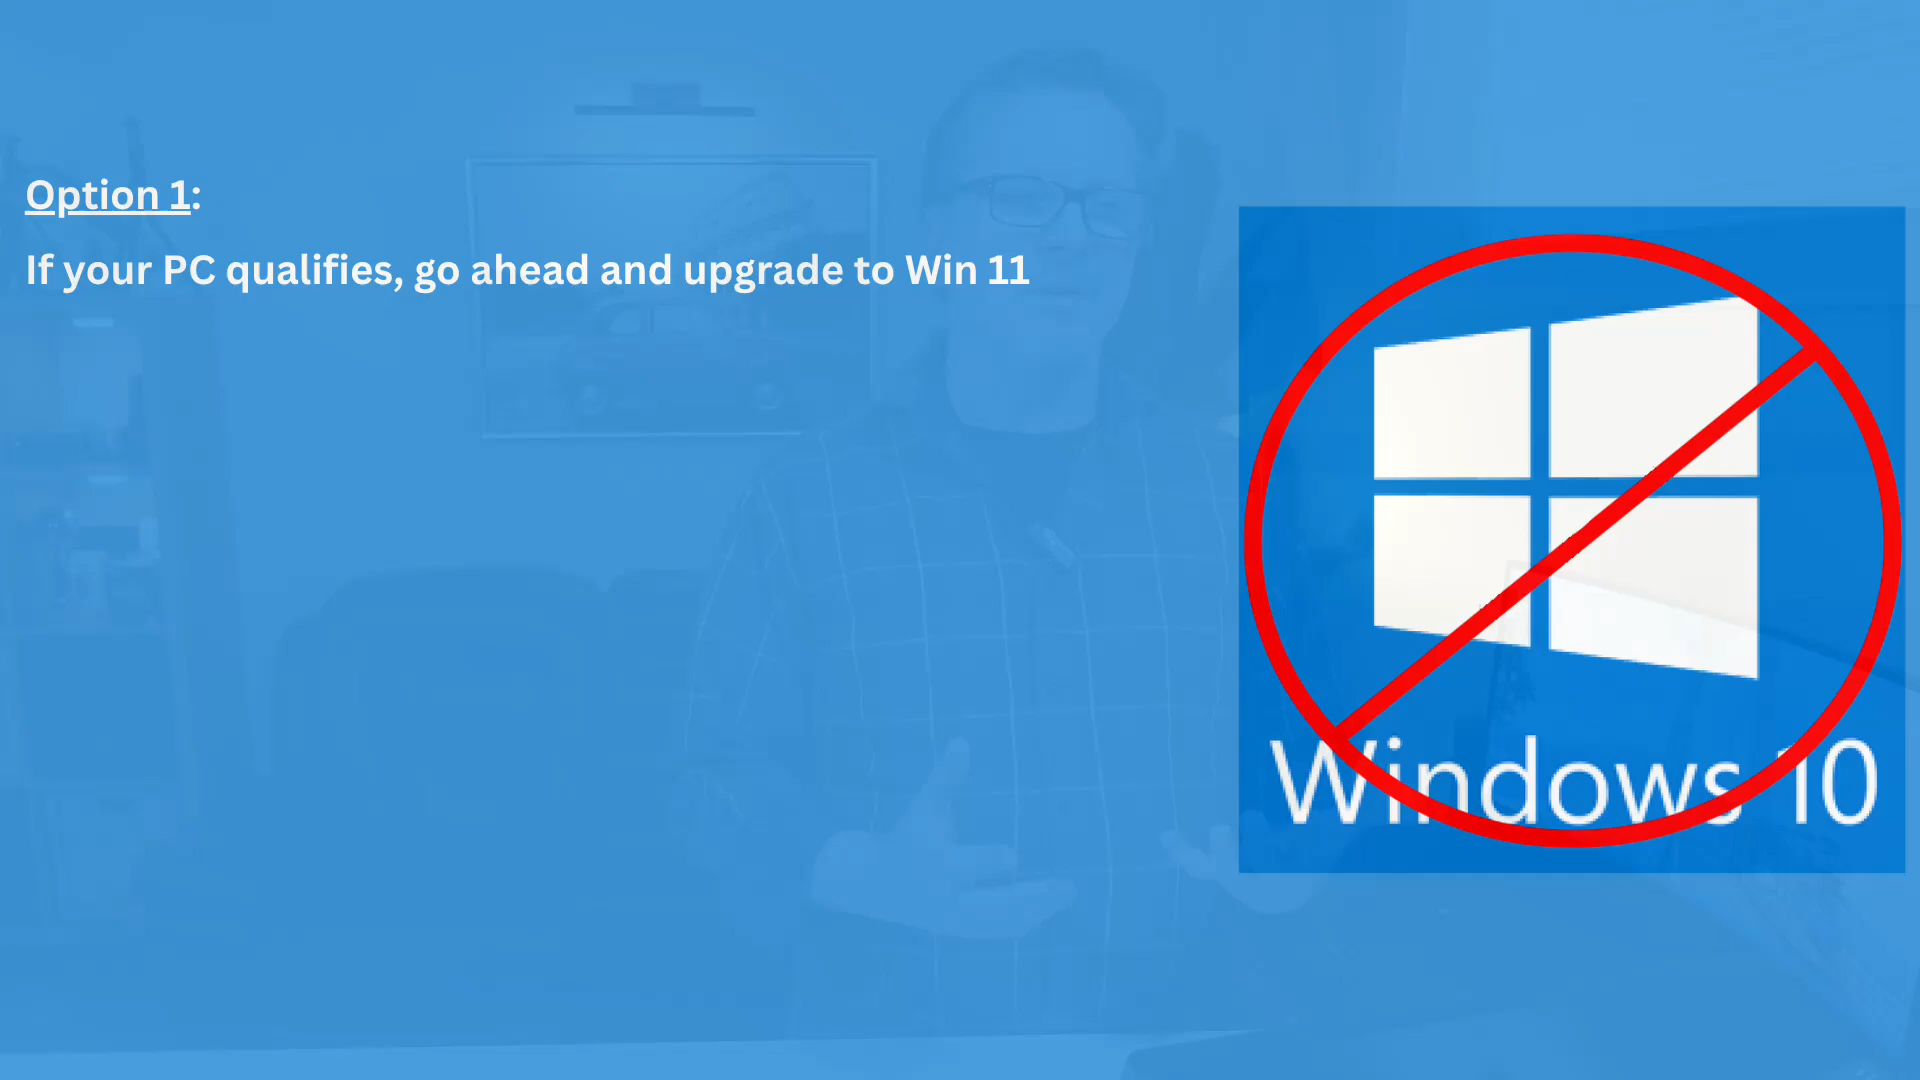 Option 1:
If your PC qualifies, go ahead and upgrade to Win 11
Windows 10